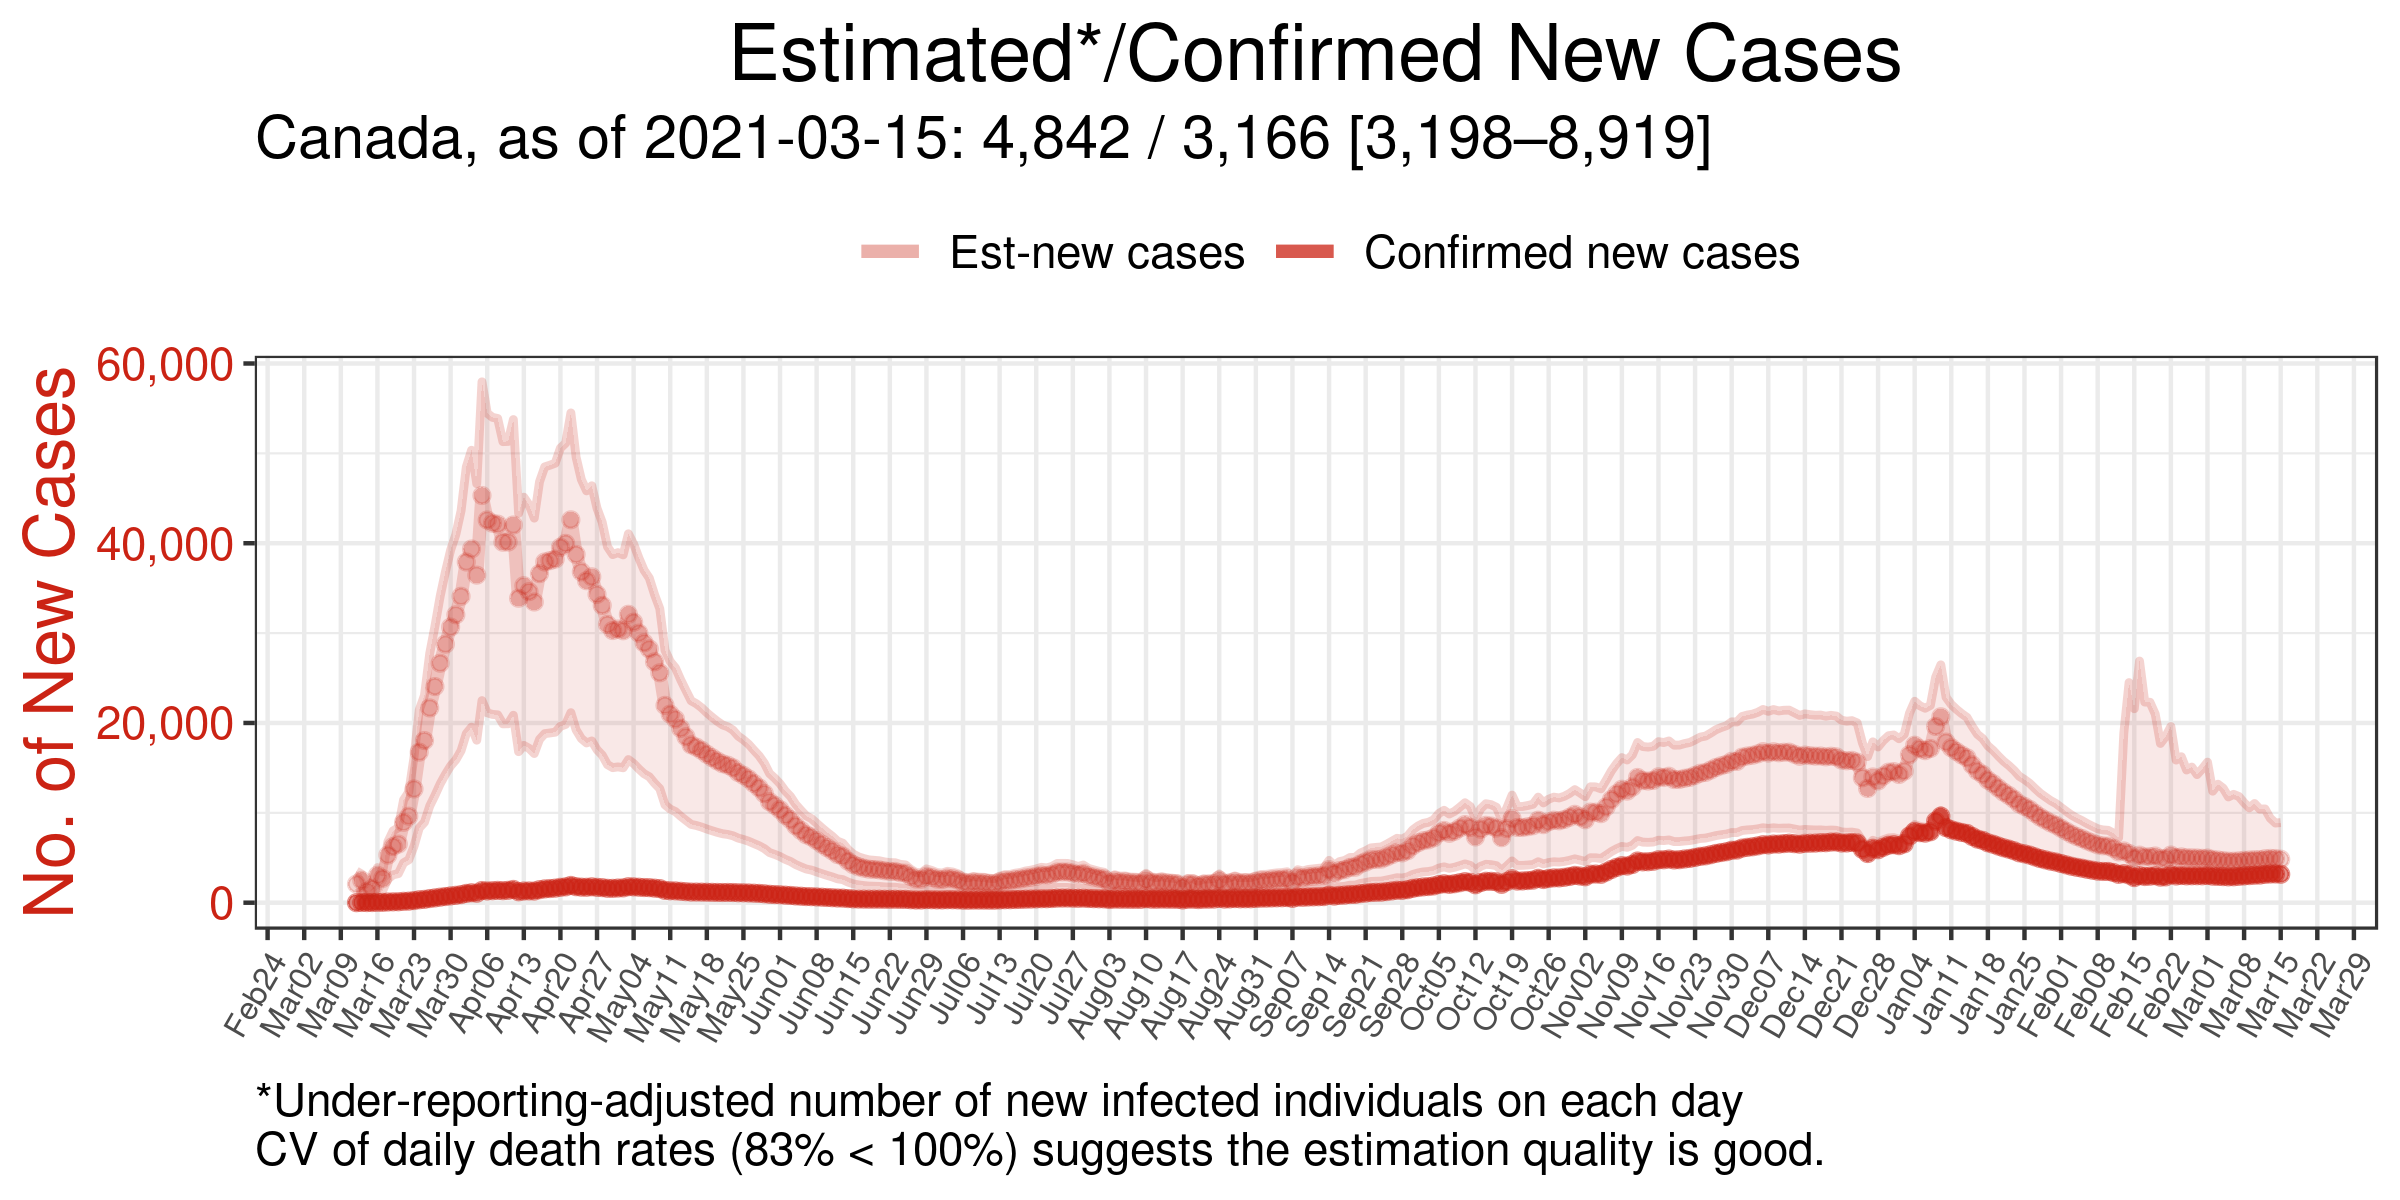 Estimated*/Confirmed New Cases
Canada, as of 2021-03-15: 4,842 / 3,166 [3,198–8,919]
Est-new cases Confirmed new cases
No. of New Cases
60,000
40,000
20,000
0
Feb24 Mar02 Mar09 Mar16 Mar23 Mar30 Apr06 Apr13 Apr20 Apr27 May04 May11 May18 May25 Jun01 Jun08 Jun15 Jun22 Jun29 Jul06 Jul13 Jul20 Jul27 Aug03 Aug10 Aug17 Aug24 Aug31 Sep07 Sep14 Sep21 Sep28 Oct05 Oct12 Oct19 Oct26 Nov02 Nov09 Nov16 Nov23 Nov30 Dec07 Dec14 Dec21 Dec28 Jan04 Jan11 Jan18 Jan25 Feb01 Feb08 Feb15 Feb22 Mar01 Mar08 Mar15 Mar22 Mar29
*Under-reporting-adjusted number of new infected individuals on each day
CV of daily death rates (83% < 100%) suggests the estimation quality is good.